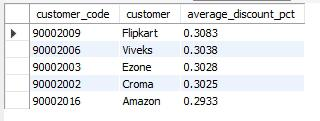 customer_code customer average_discount_pct
90002009 Flipkart 0.3083
90002006 Viveks 0.3038
90002003 Ezone 0.3028
90002002 Croma 0.3025
90002016 Amazon 0.2933